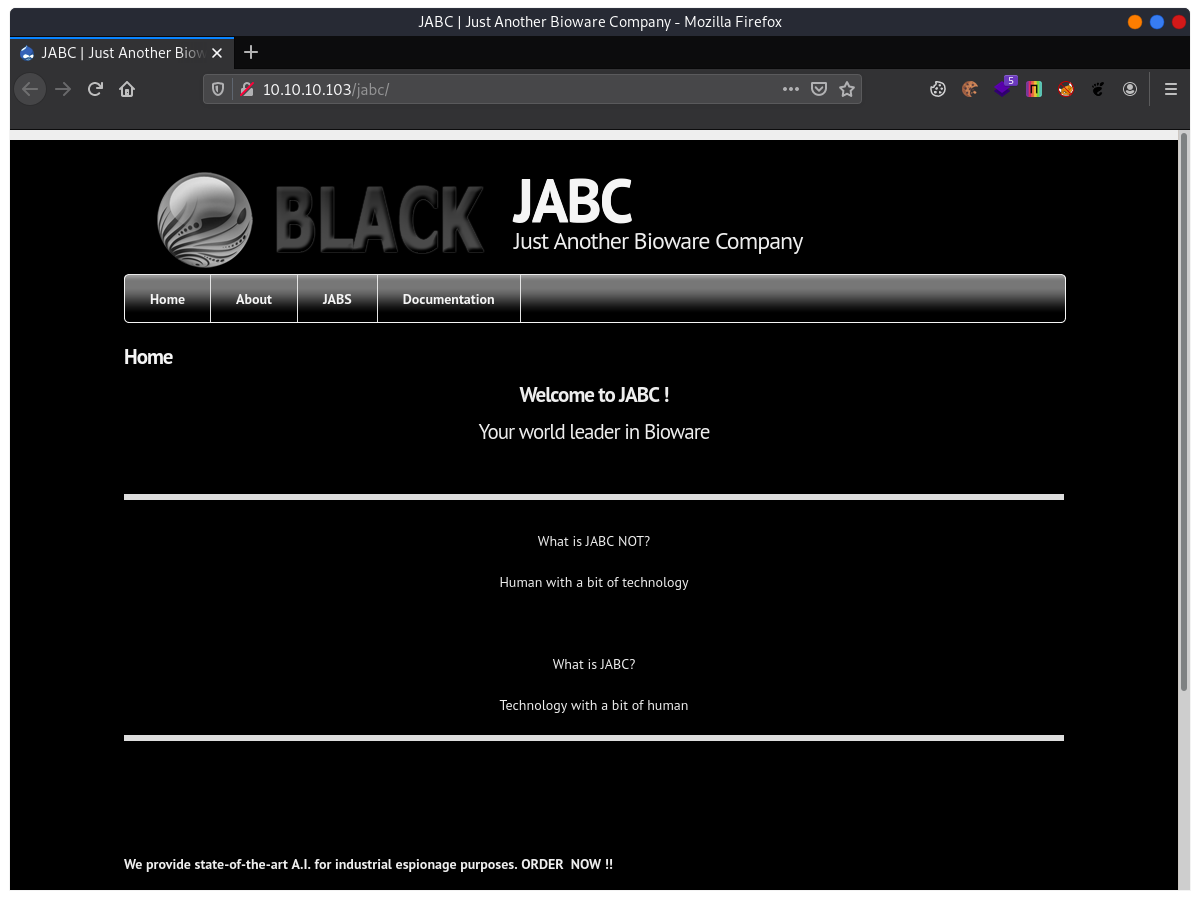 JABC | Just Another Bioware Company - Mozilla Firefox
JABC | Just Another Biow
10.10.10.103/jabc/
5
BLACK
JABC
Just Another Bioware Company
Home About JABS Documentation
Home
Welcome to JABC !
Your world leader in Bioware
What is JABC NOT?
Human with a bit of technology
What is JABC?
Technology with a bit of human
We provide state-of-the-art A.I. for industrial espionage purposes. ORDER  NOW !!